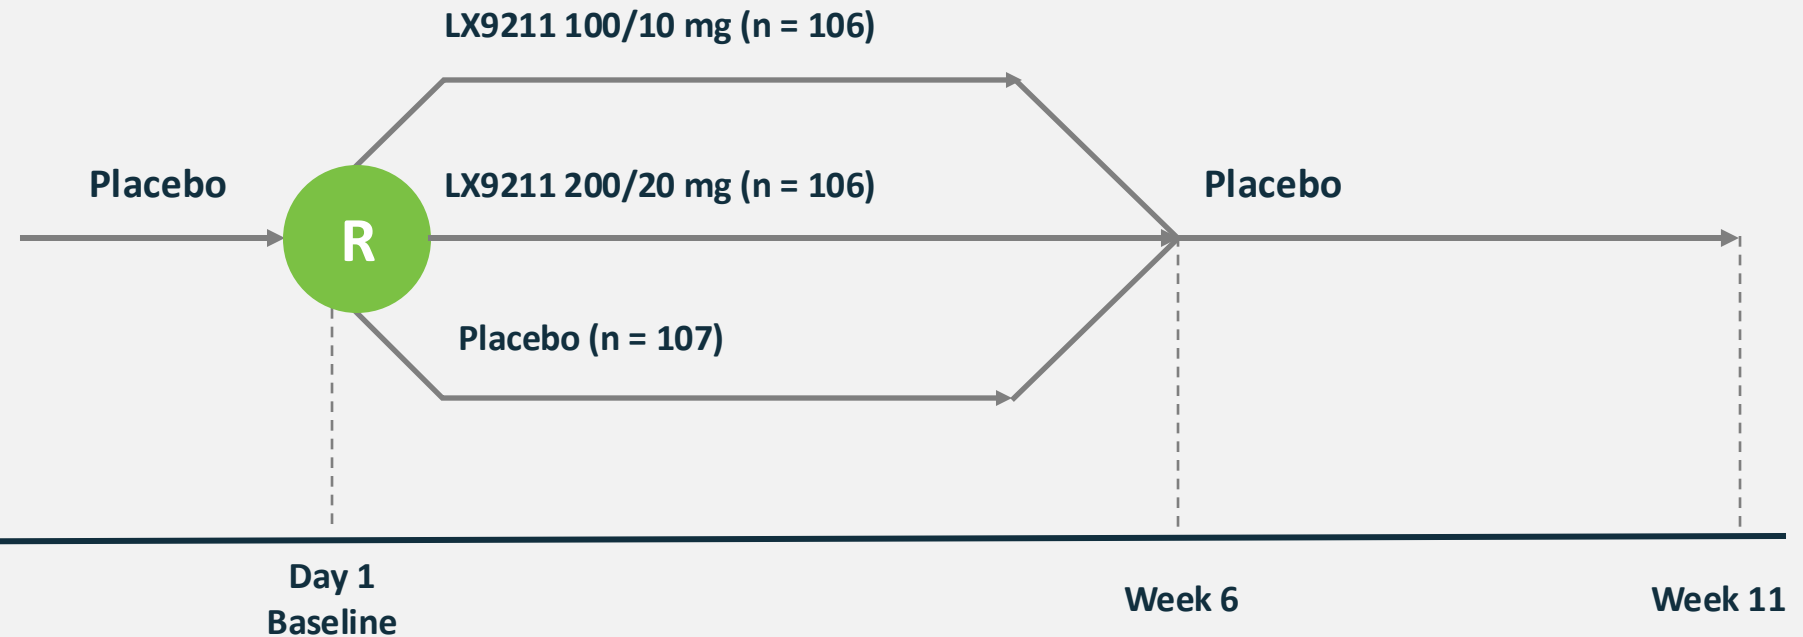 LX9211 100/10 mg (n = 106)
Placebo
LX9211 200/20 mg (n = 106)
Placebo
R
Placebo (n = 107)
Day 1
Baseline
Week 6
Week 11